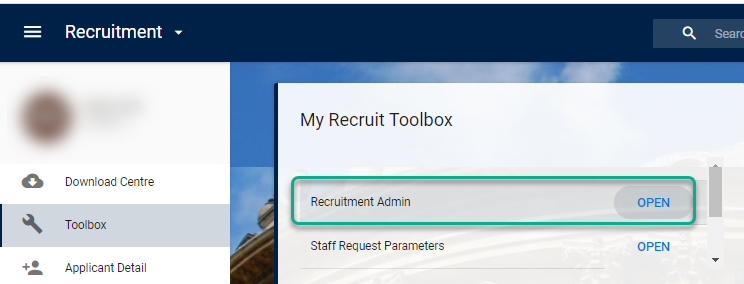 Recruitment
Searc
My Recruit Toolbox
Download Centre
Recruitment Admin OPEN
Toolbox
Staff Request Parameters OPEN
Applicant Detail